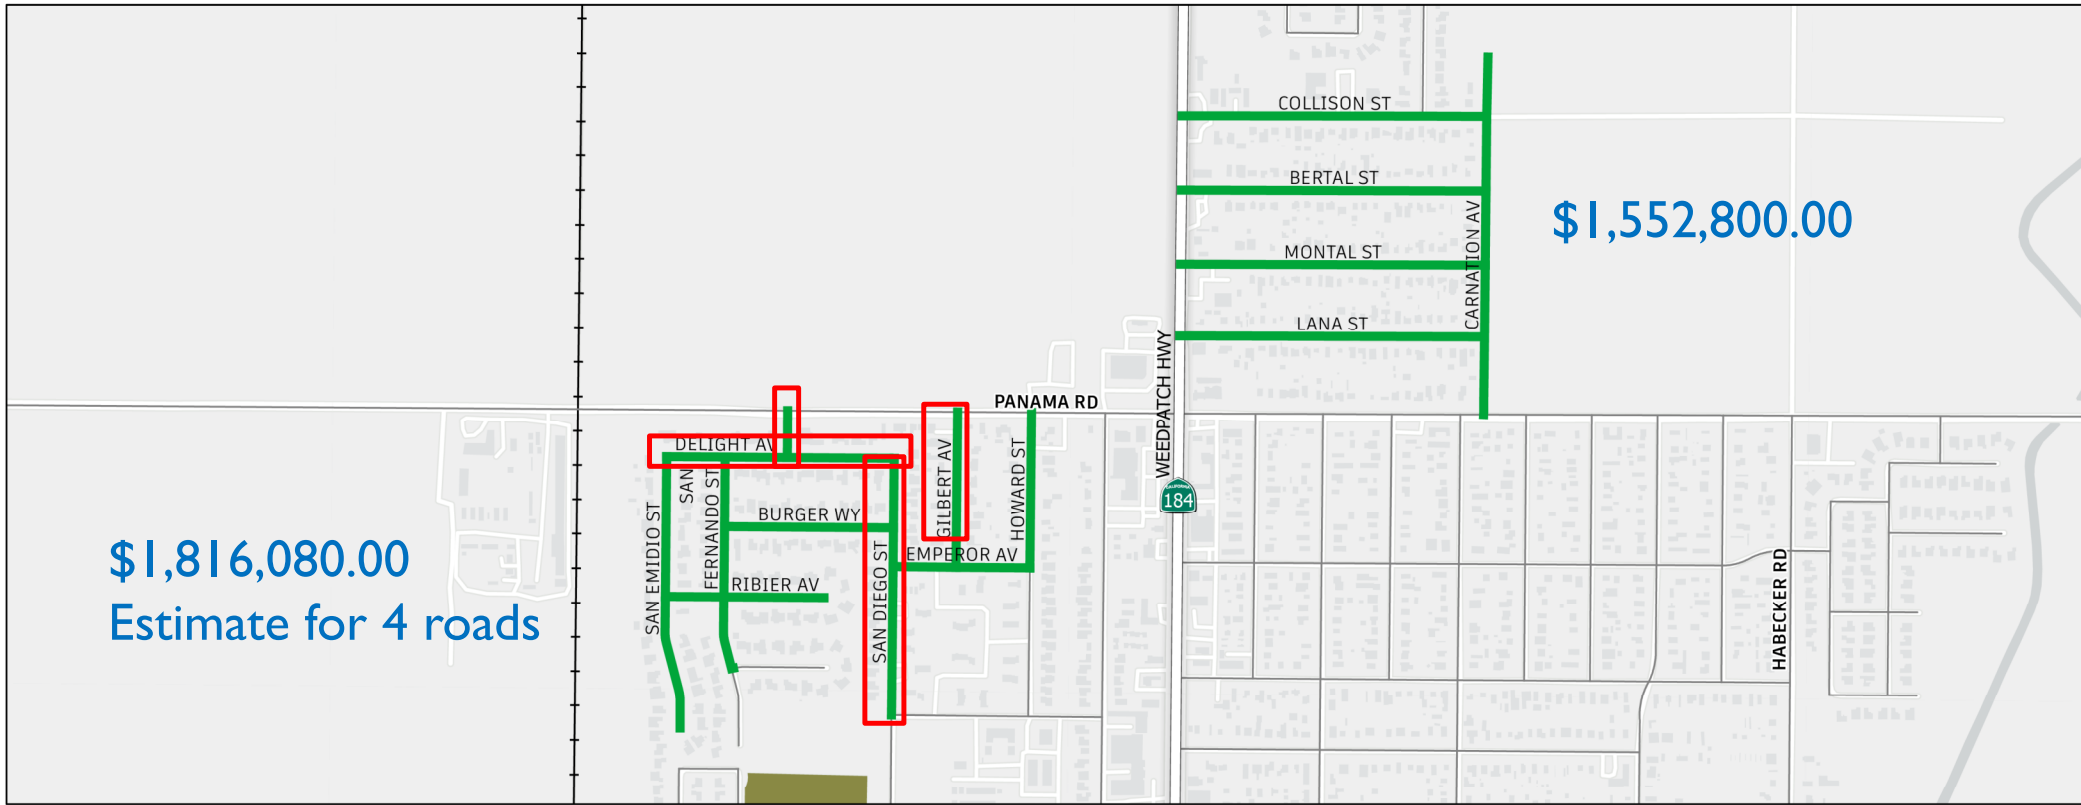 COLLISON ST
BERTAL ST
$1,552,800.00
CARNATION AV
MONTAL ST
LANA ST
WEEDPATCH HWY
PANAMA RD
DELIGHT AV
SAN
FERNANDO ST
GILBERT AV
HOWARD ST
CALIFORNIA
184
BURGER WY
SAN EMIDIO ST
EMPEROR AV
$1,816,080.00
Estimate for 4 roads
RIBIER AV
SAN DIEGO ST
HABECKER RD